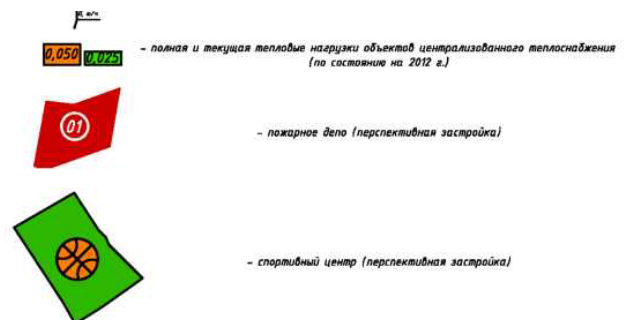 0,050 0,025 - полная и текущая тепловые нагрузки объектов централизованного теплоснабжения
(по состоянию на 2012 г.)
01 - пожарное депо (перспективная застройка)
- спортивный центр (перспективная застройка)